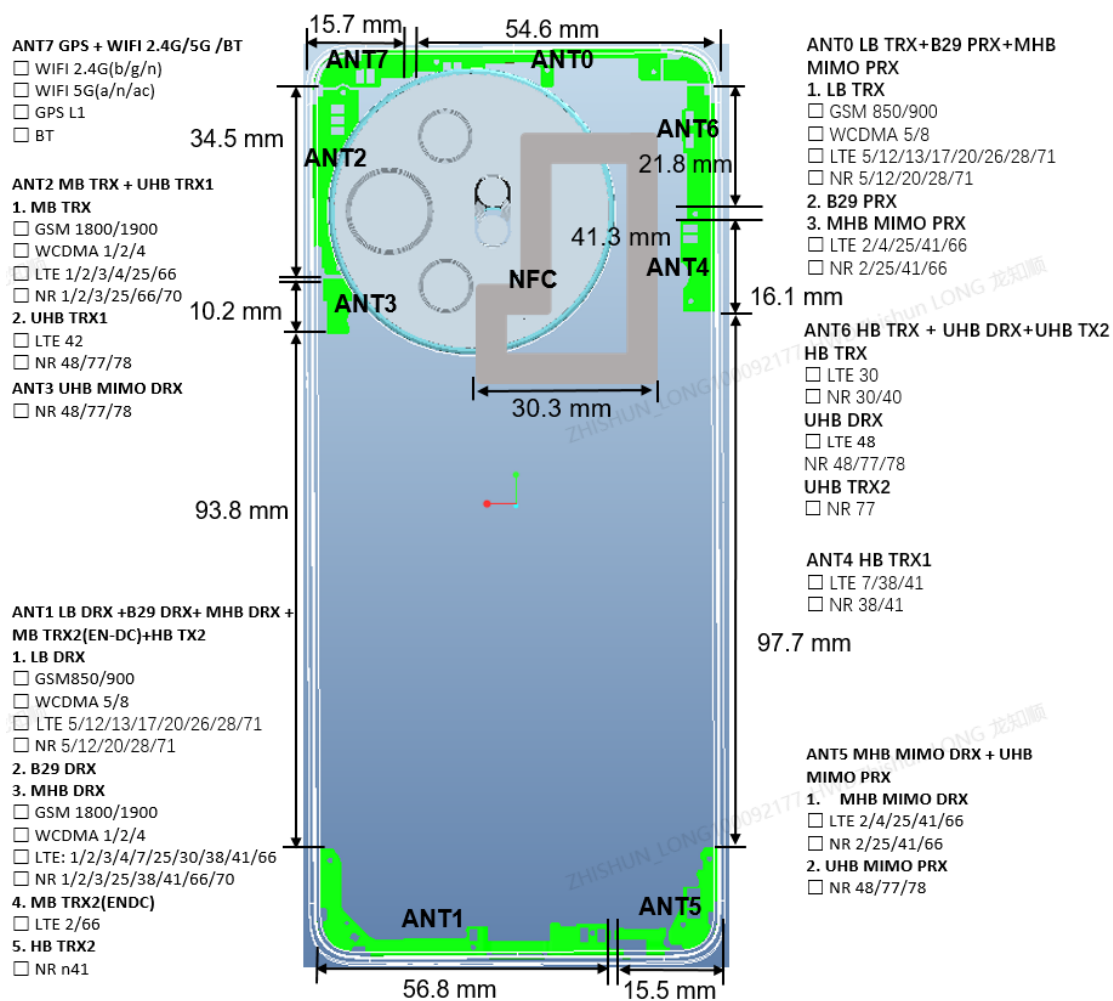 15.7 mm
54.6 mm
ANT7 GPS + WIFI 2.4G/5G /BT
☐ WIFI 2.4G(b/g/n)
☐ WIFI 5G(a/n/ac)
☐ GPS L1
☐ BT
ANT2 MB TRX + UHB TRX1
1. MB TRX
☐ GSM 1800/1900
☐ WCDMA 1/2/4
☐ LTE 1/2/3/4/25/66
☐ NR 1/2/3/25/66/70
2. UHB TRX1
☐ LTE 42
☐ NR 48/77/78
ANT3 UHB MIMO DRX
☐ NR 48/77/78
ANT1 LB DRX +B29 DRX+ MHB DRX +
MB TRX2(EN-DC)+HB TX2
1. LB DRX
☐ GSM850/900
☐ WCDMA 5/8
☐ LTE 5/12/13/17/20/26/28/71
☐ NR 5/12/20/28/71
2. B29 DRX
3. MHB DRX
☐ GSM 1800/1900
☐ WCDMA 1/2/4
☐ LTE: 1/2/3/4/7/25/30/38/41/66
☐ NR 1/2/3/25/38/41/66/70
4. MB TRX2(ENDC)
☐ LTE 2/66
5. HB TRX2
☐ NR n41
ANT7
ANT0
34.5 mm
ANT2
ANT6
21.8 mm
41.3 mm
ANT4
NFC
ANT3
10.2 mm
16.1 mm
30.3 mm
93.8 mm
97.7 mm
ANT1
ANT5
56.8 mm
15.5 mm
ANT0 LB TRX+B29 PRX+MHB
MIMO PRX
1. LB TRX
☐ GSM 850/900
☐ WCDMA 5/8
☐ LTE 5/12/13/17/20/26/28/71
☐ NR 5/12/20/28/71
2. B29 PRX
3. MHB MIMO PRX
☐ LTE 2/4/25/41/66
☐ NR 2/25/41/66
ANT6 HB TRX + UHB DRX+UHB TX2
HB TRX
☐ LTE 30
☐ NR 30/40
UHB DRX
☐ LTE 48
NR 48/77/78
UHB TRX2
☐ NR 77
ANT4 HB TRX1
☐ LTE 7/38/41
☐ NR 38/41
ANT5 MHB MIMO DRX + UHB
MIMO PRX
1. MHB MIMO DRX
☐ LTE 2/4/25/41/66
☐ NR 2/25/41/66
2. UHB MIMO PRX
☐ NR 48/77/78
ZHISHUN_LONG100092177-HWB Zhishun LONG 龙知顺
ZHISHUN_LONG100092177-HWB Zhishun LONG 龙知顺